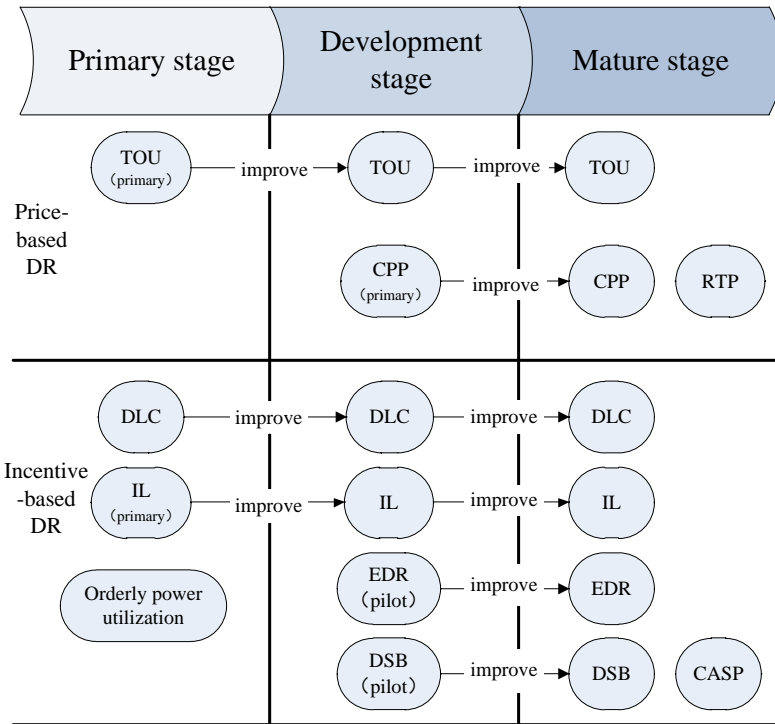 Primary stage
Development
stage
Mature stage
Price-
based
DR
TOU
（primary）
improve
TOU
improve
TOU
CPP
（primary）
improve
CPP
RTP
Incentive
-based
DR
DLC
improve
DLC
improve
DLC
IL
（primary）
improve
IL
improve
IL
Orderly power
utilization
EDR
（pilot）
improve
EDR
DSB
（pilot）
improve
DSB
CASP